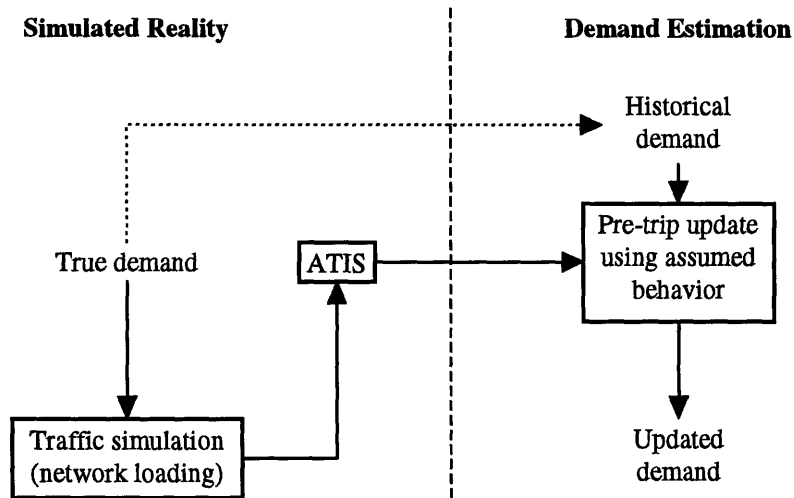 Simulated Reality
Demand Estimation
Historical
demand
Pre-trip update
using assumed
behavior
True demand
ATIS
Traffic simulation
(network loading)
Updated
demand